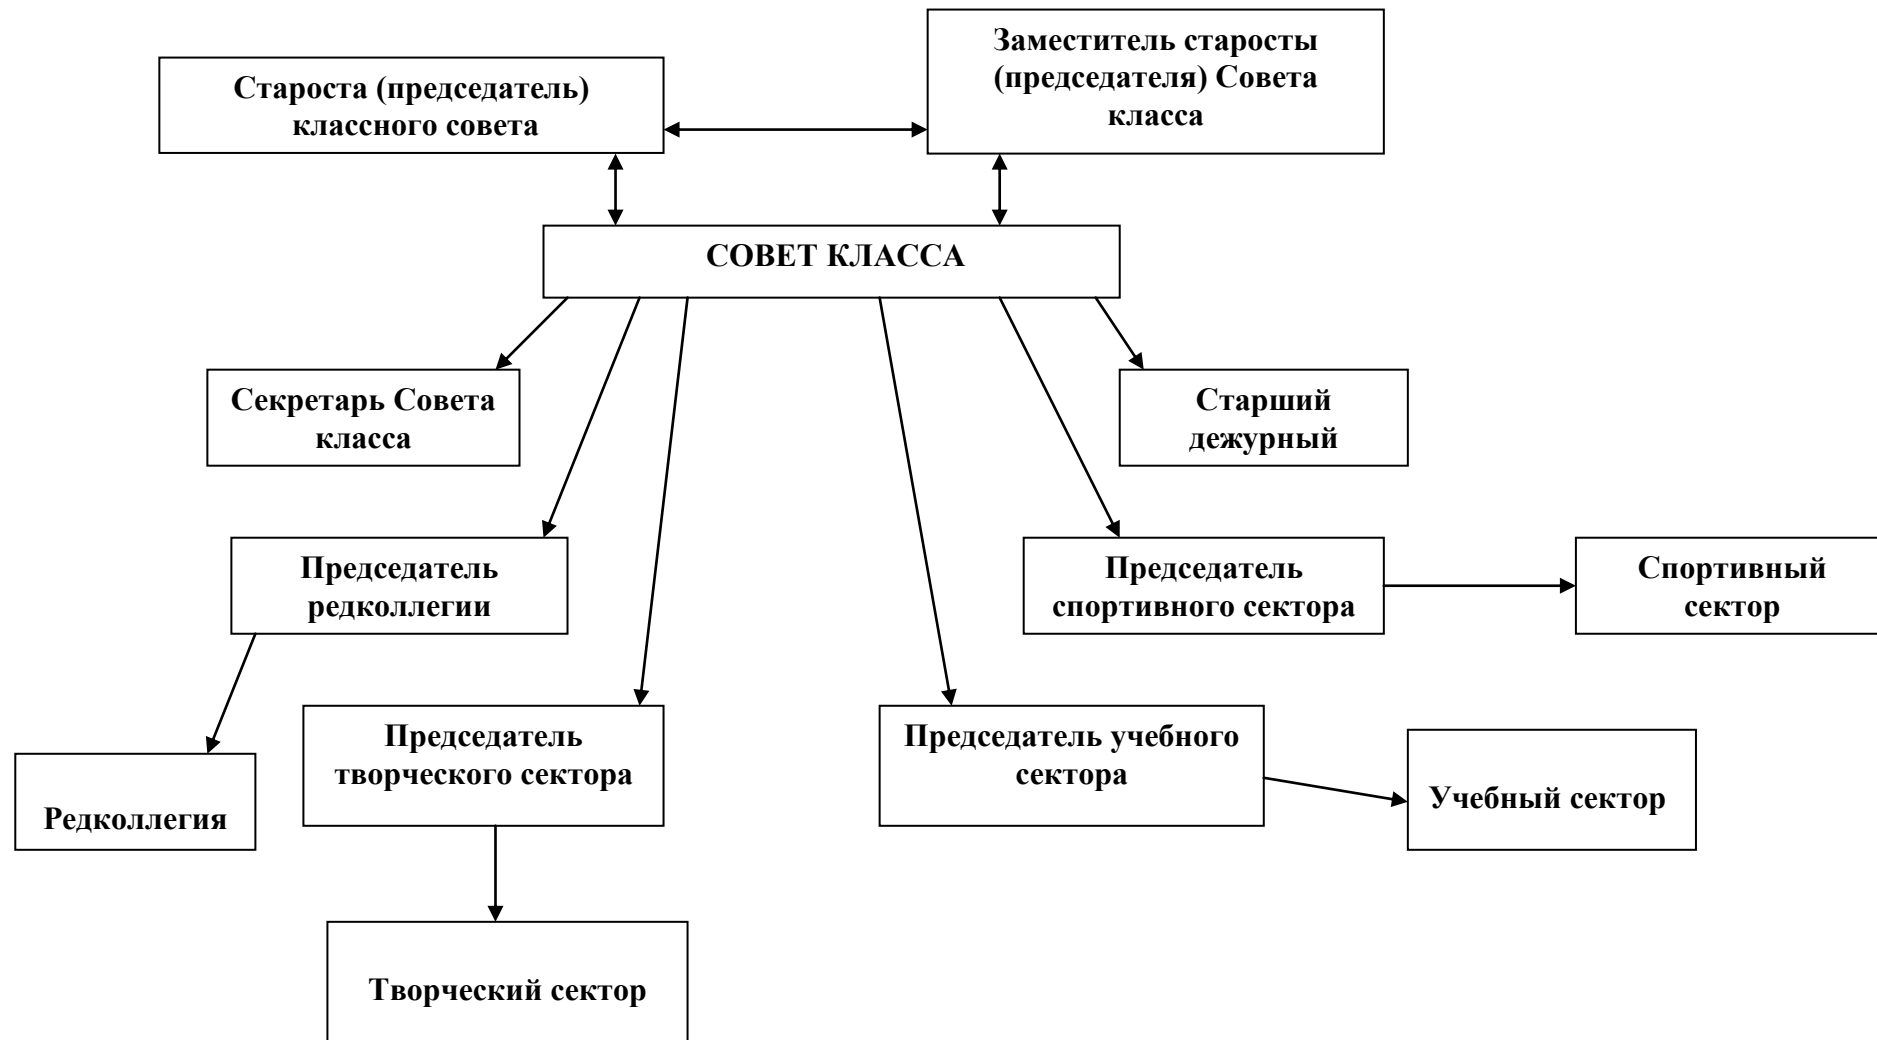 Староста (председатель)
классного совета
Заместитель старосты
(председателя) Совета
класса
СОВЕТ КЛАССА
Секретарь Совета
класса
Старший
дежурный
Председатель
редколлегии
Председатель
спортивного сектора
Спортивный
сектор
Председатель
творческого сектора
Председатель учебного
сектора
Редколлегия
Учебный сектор
Творческий сектор